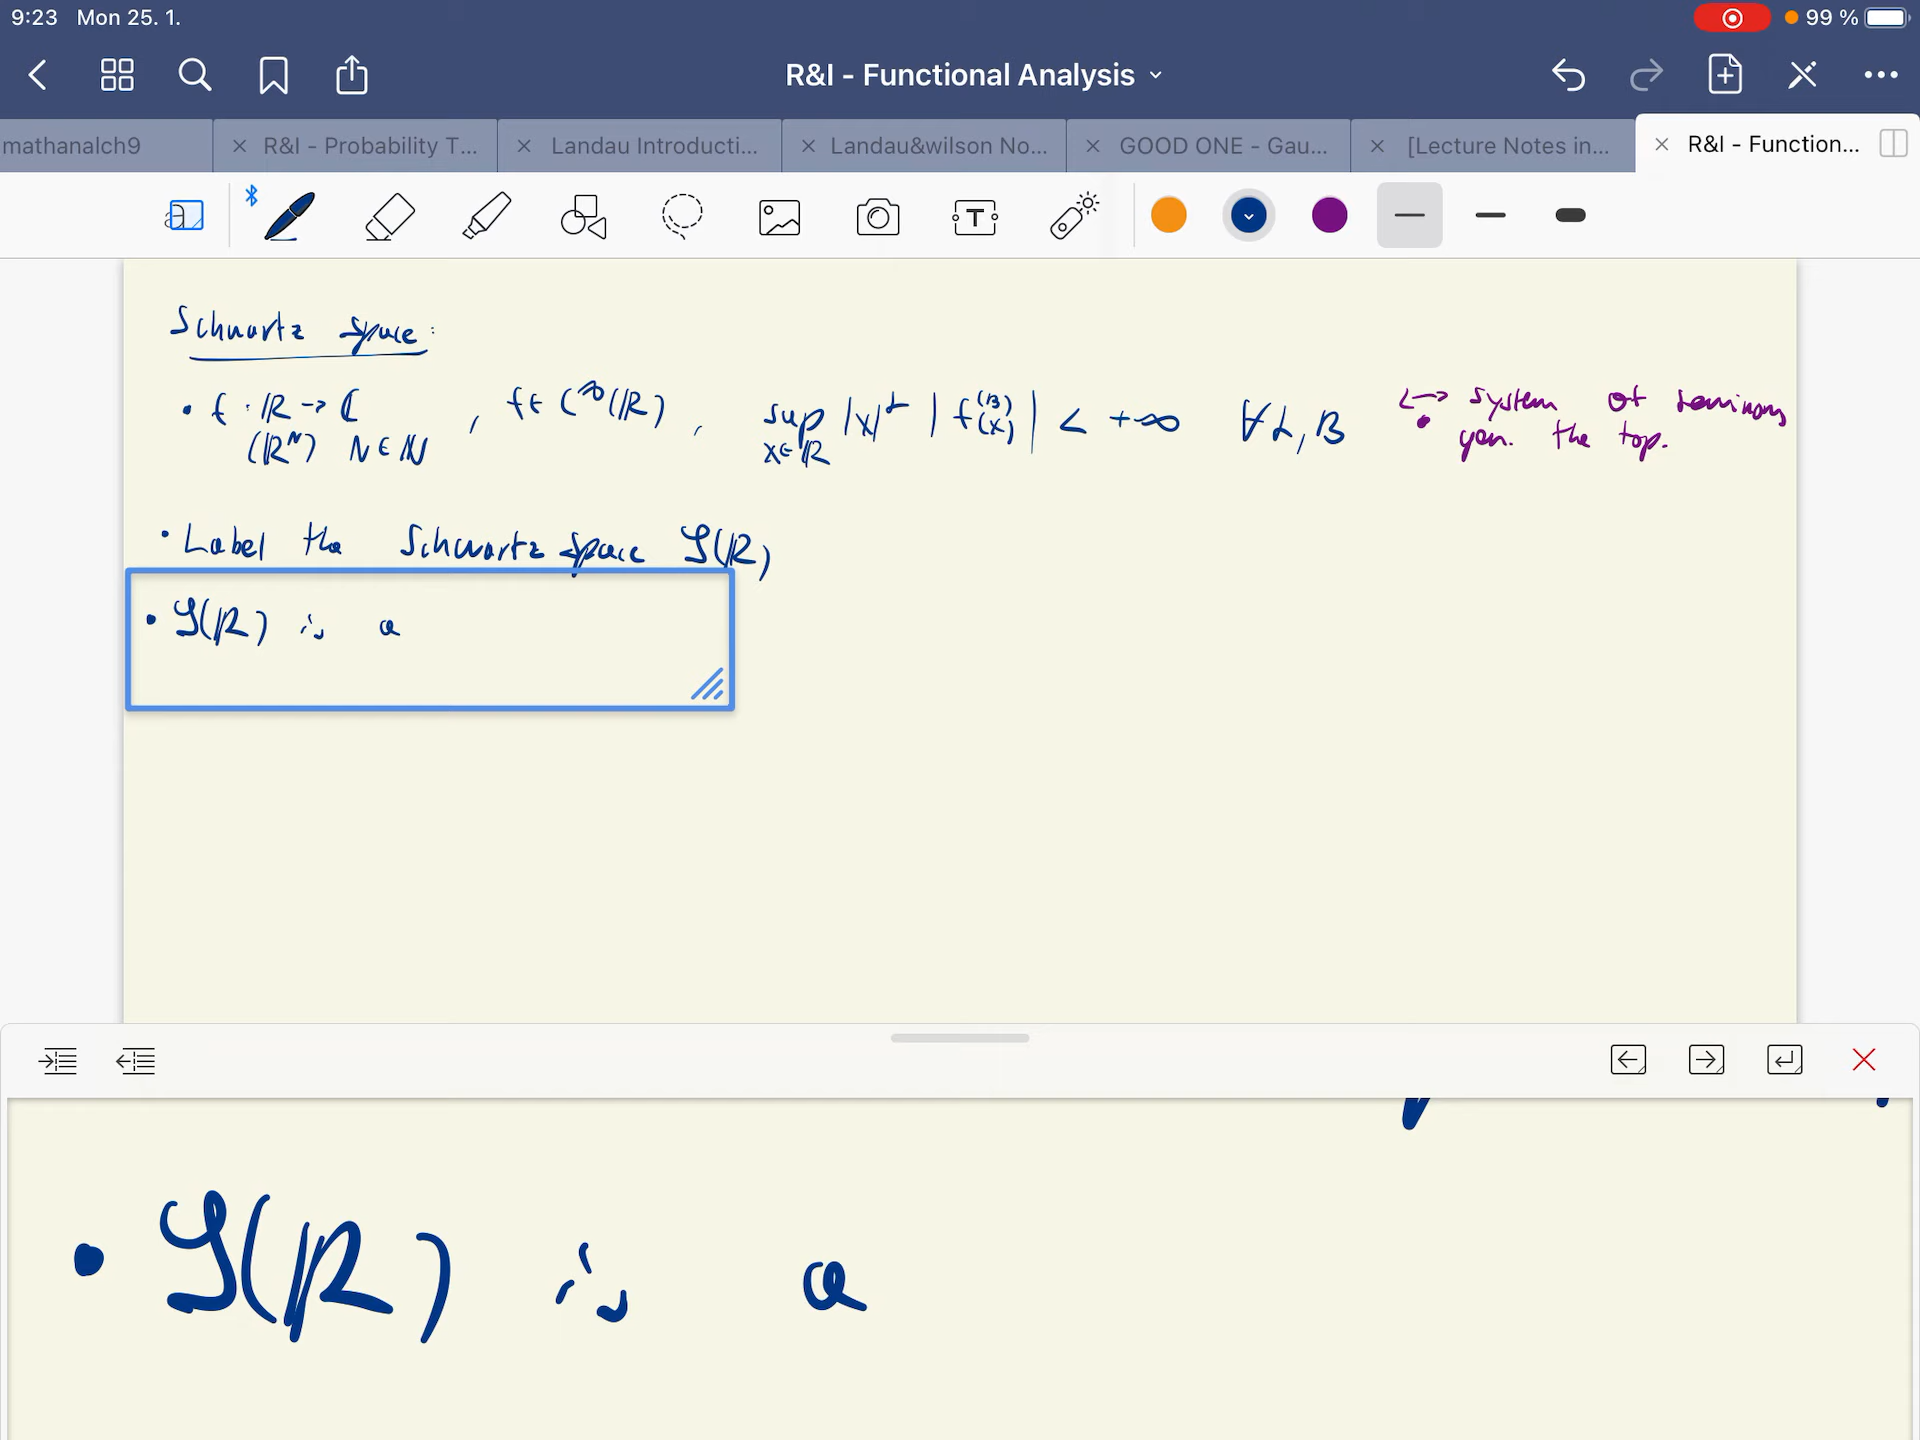 9:23 Mon 25. 1.
99 %
R&I - Functional Analysis
mathanalch9
R&I - Probability T...
Landau Introducti...
Landau&wilson No...
GOOD ONE - Gau...
[Lecture Notes in...
R&I - Function...
T
Schwartz space:
• f : ℝ → ℂ , f ∈ C^∞(ℝ) , sup |x|^α | f^(β)(x) | < +∞ ∀ α, β ↔ system of seminorms
(ℝ^N) N ∈ ℕ x∈ℝ gen. the top.
• Label the Schwartz space 𝒮(ℝ)
• 𝒮(ℝ) is a
• 𝒮(ℝ) is a